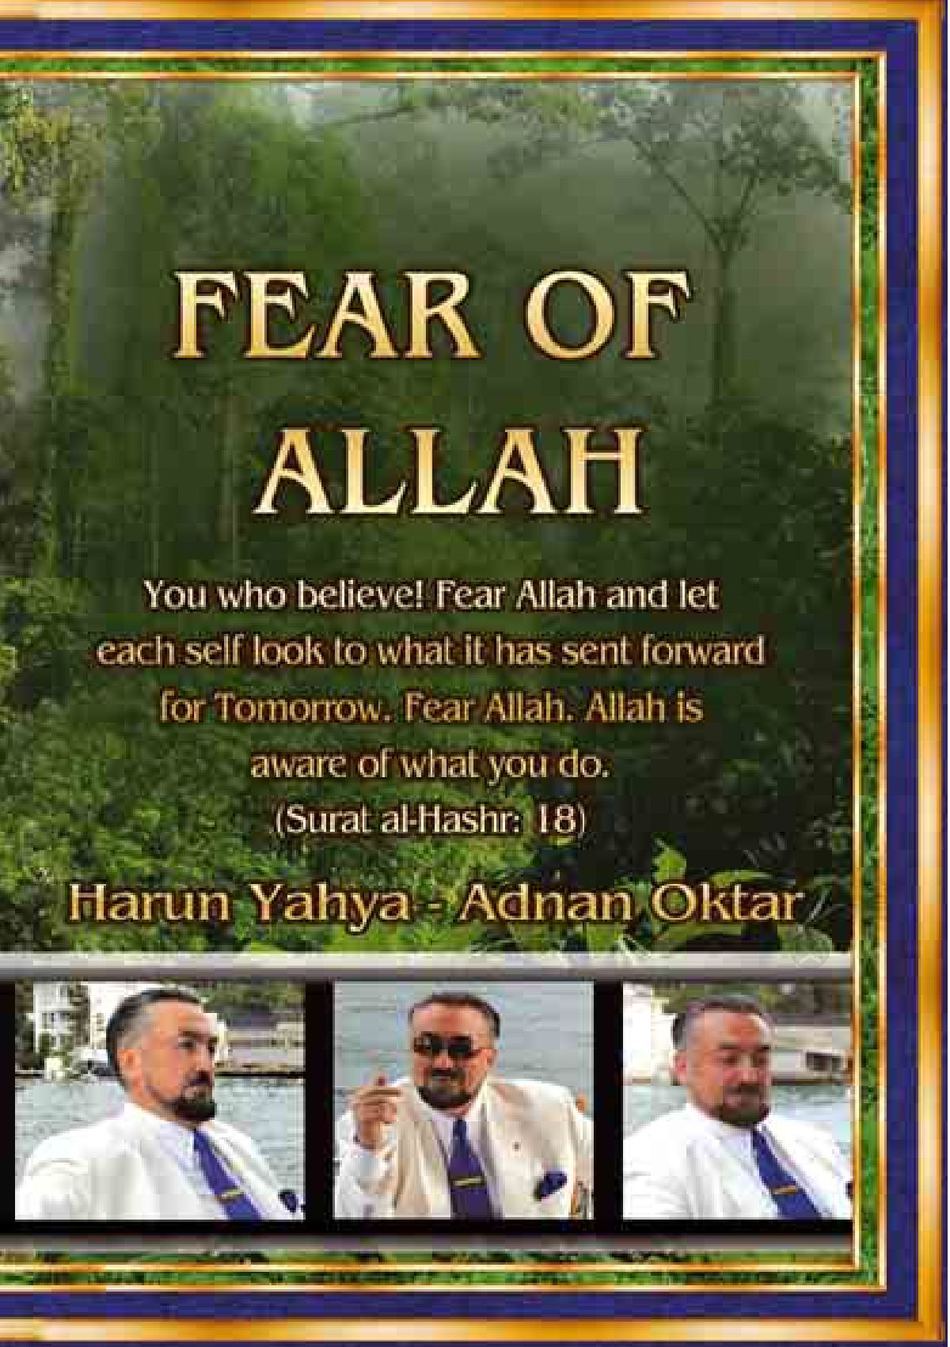 FEAR OF
ALLAH
You who believe! Fear Allah and let
each self look to what it has sent forward
for Tomorrow. Fear Allah. Allah is
aware of what you do.
(Surat al-Hashr: 18)
Harun Yahya - Adnan Oktar